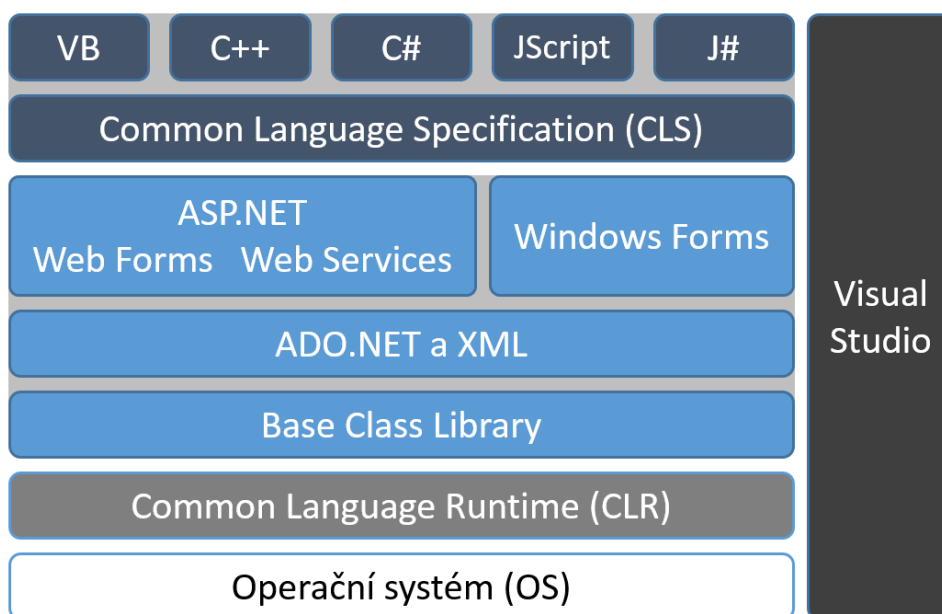 VB
C++
C#
JScript
J#
Common Language Specification (CLS)
ASP.NET
Web Forms Web Services
Windows Forms
ADO.NET a XML
Base Class Library
Common Language Runtime (CLR)
Operační systém (OS)
Visual
Studio